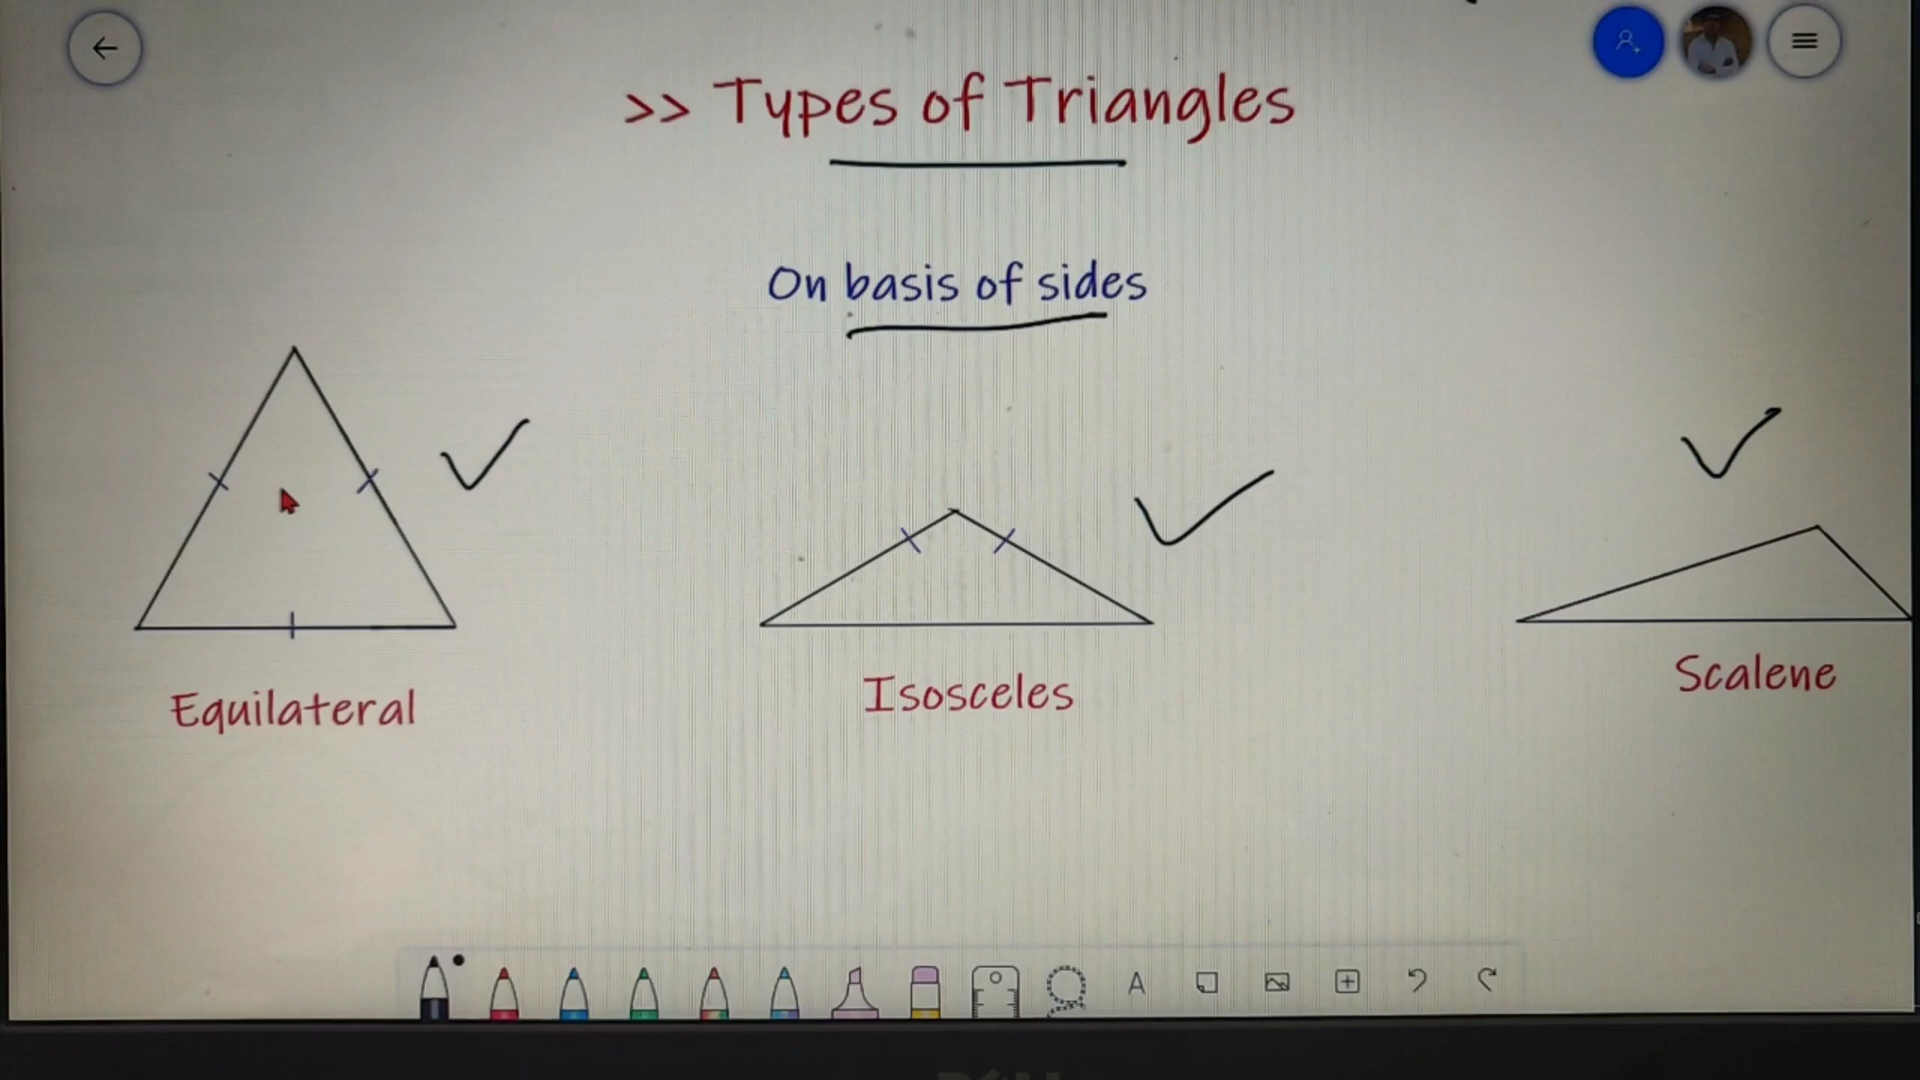 >> Types of Triangles
On basis of sides
Equilateral
Isosceles
Scalene
A